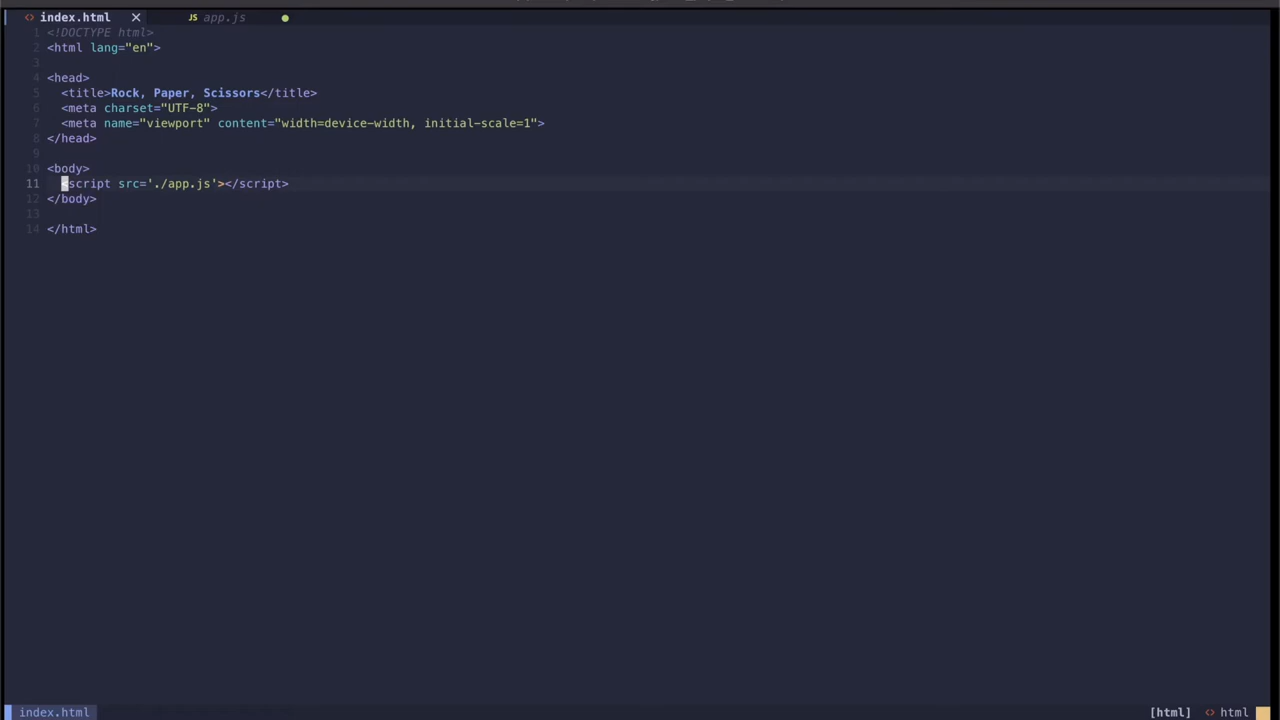 <> index.html ✕ JS app.js ●
1 <!DOCTYPE html>
2 <html lang="en">
3
4 <head>
5   <title>Rock, Paper, Scissors</title>
6   <meta charset="UTF-8">
7   <meta name="viewport" content="width=device-width, initial-scale=1">
8 </head>
9
10 <body>
11   <script src='./app.js'></script>
12 </body>
13
14 </html>
index.html [html] <> html